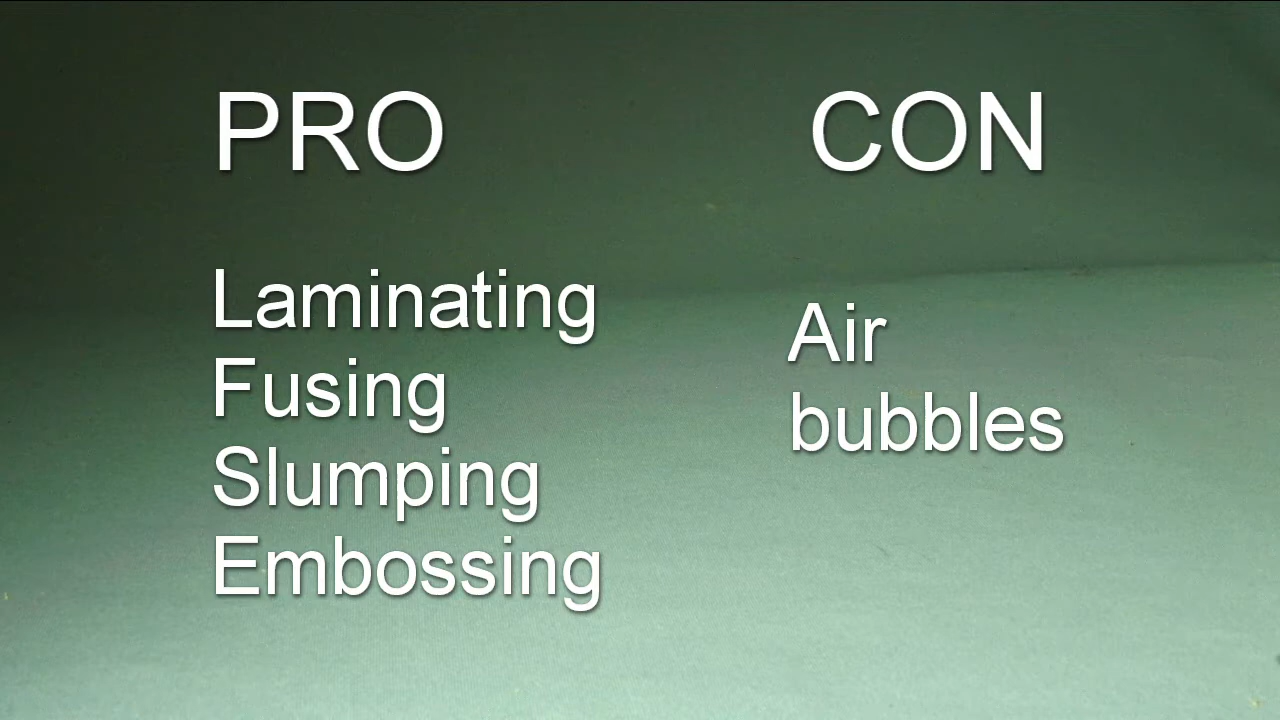 PRO
CON
Laminating
Fusing
Slumping
Embossing
Air
bubbles